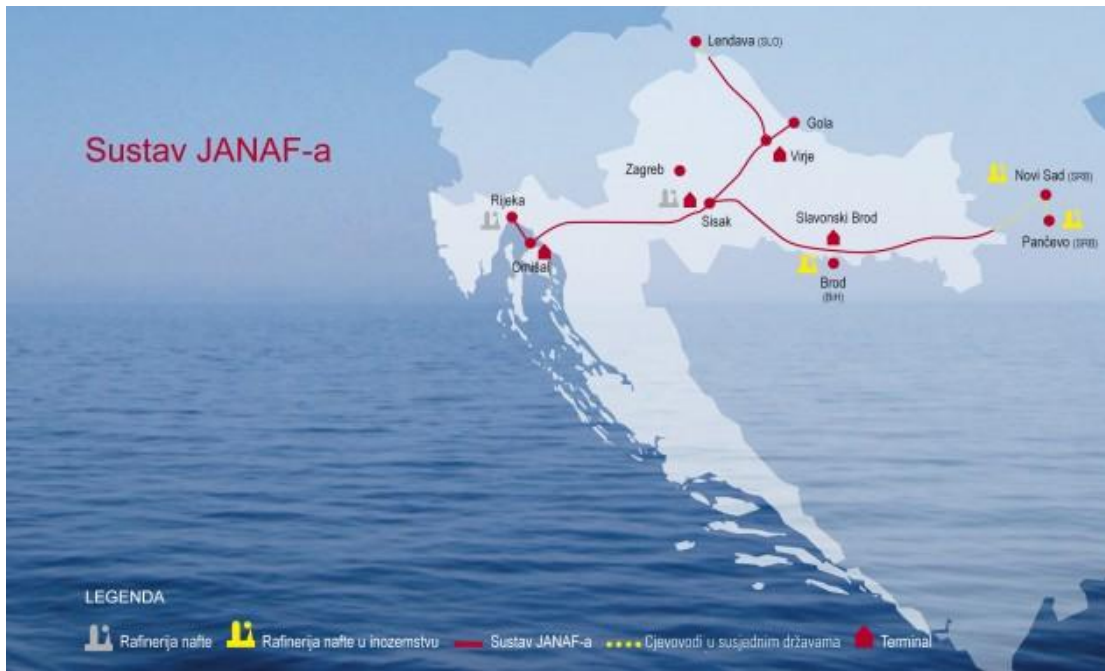 Lendava (SLO)
Gola
Sustav JANAF-a
Virje
Zagreb
Novi Sad (SRB)
Rijeka
Sisak
Slavonski Brod
Pančevo (SRB)
Omišalj
Brod
(BiH)
LEGENDA
Rafinerija nafte
Rafinerija nafte u inozemstvu
Sustav JANAF-a
Cjevovodi u susjednim državama
Terminal